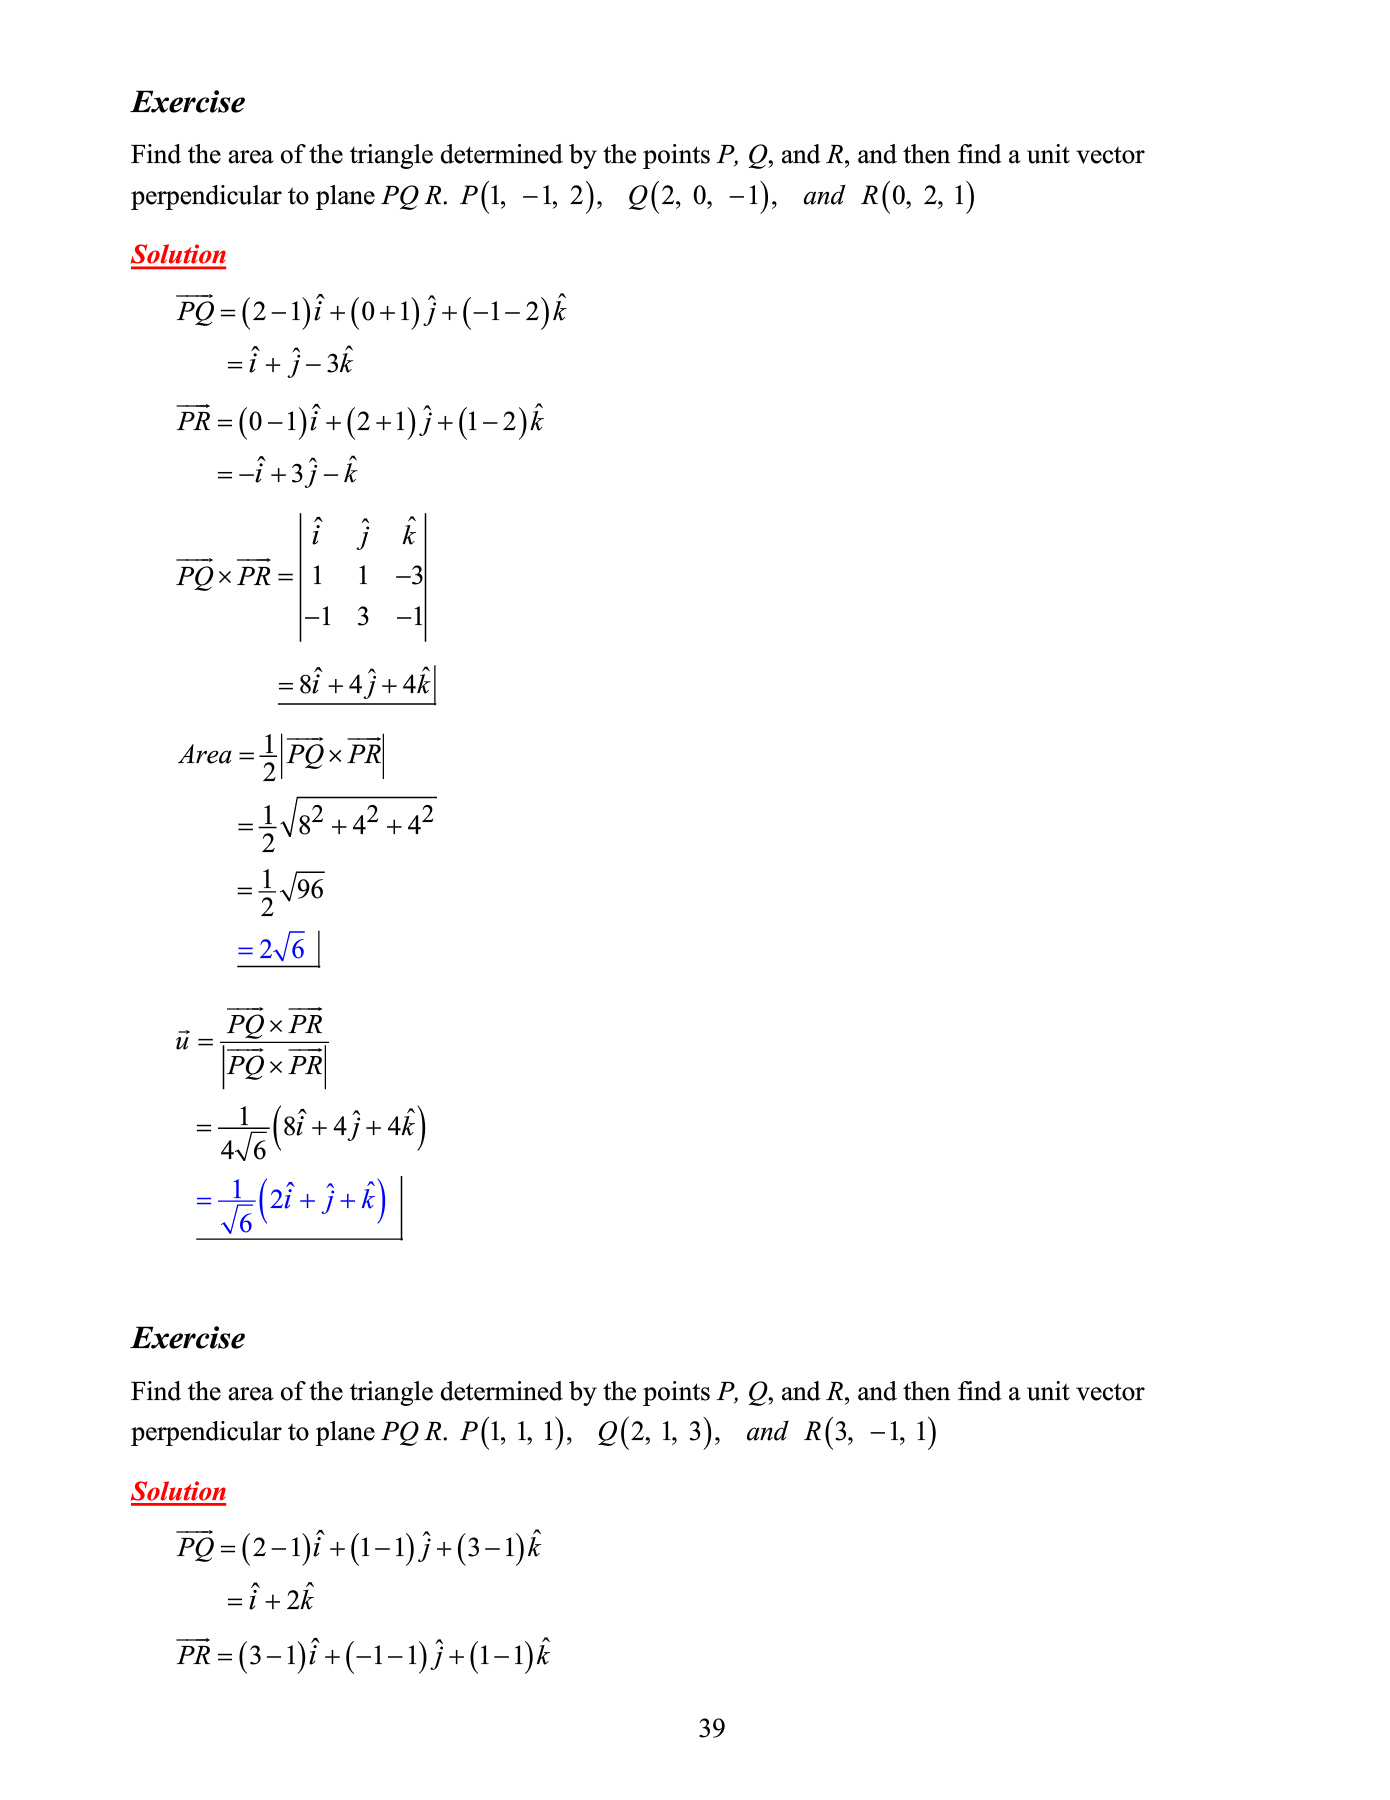 Exercise
Find the area of the triangle determined by the points P, Q, and R, and then find a unit vector
perpendicular to plane PQ R. P(1, −1, 2), Q(2, 0, −1), and R(0, 2, 1)
Solution
$\overrightarrow{PQ} = (2-1)\hat{i} + (0+1)\hat{j} + (-1-2)\hat{k}$
$= \hat{i} + \hat{j} - 3\hat{k}$
$\overrightarrow{PR} = (0-1)\hat{i} + (2+1)\hat{j} + (1-2)\hat{k}$
$= -\hat{i} + 3\hat{j} - \hat{k}$
$\overrightarrow{PQ} \times \overrightarrow{PR} = \begin{vmatrix} \hat{i} & \hat{j} & \hat{k} \\ 1 & 1 & -3 \\ -1 & 3 & -1 \end{vmatrix}$
$= 8\hat{i} + 4\hat{j} + 4\hat{k}$
$Area = \frac{1}{2}\left|\overrightarrow{PQ} \times \overrightarrow{PR}\right|$
$= \frac{1}{2}\sqrt{8^2 + 4^2 + 4^2}$
$= \frac{1}{2}\sqrt{96}$
$= 2\sqrt{6}$
$\vec{u} = \frac{\overrightarrow{PQ} \times \overrightarrow{PR}}{\left|\overrightarrow{PQ} \times \overrightarrow{PR}\right|}$
$= \frac{1}{4\sqrt{6}}\left(8\hat{i} + 4\hat{j} + 4\hat{k}\right)$
$= \frac{1}{\sqrt{6}}\left(2\hat{i} + \hat{j} + \hat{k}\right)$
Exercise
Find the area of the triangle determined by the points P, Q, and R, and then find a unit vector
perpendicular to plane PQ R. P(1, 1, 1), Q(2, 1, 3), and R(3, −1, 1)
Solution
$\overrightarrow{PQ} = (2-1)\hat{i} + (1-1)\hat{j} + (3-1)\hat{k}$
$= \hat{i} + 2\hat{k}$
$\overrightarrow{PR} = (3-1)\hat{i} + (-1-1)\hat{j} + (1-1)\hat{k}$
39